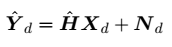 Ŷ_d = ĤX_d + N_d